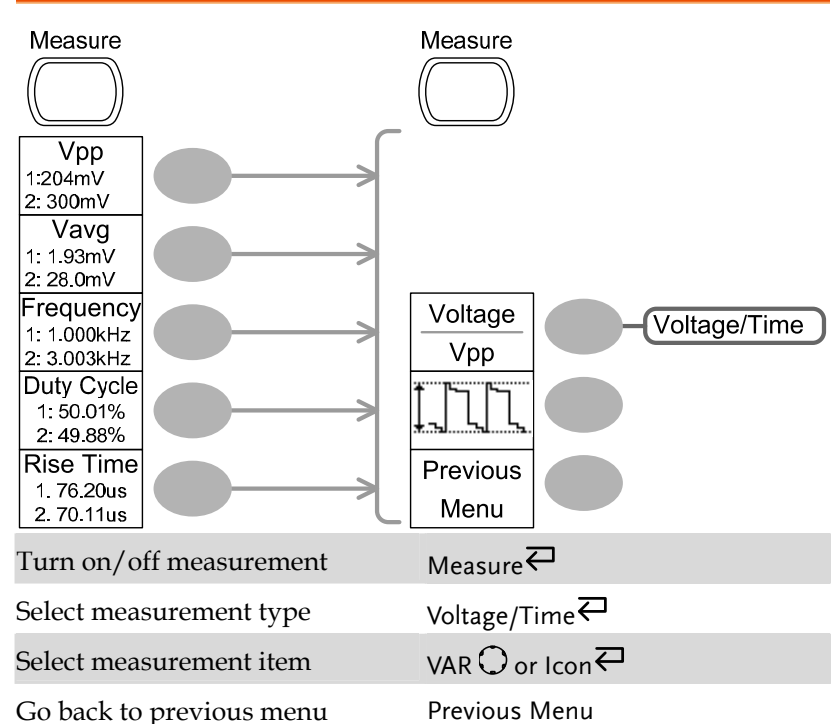 Measure
Vpp
1:204mV
2: 300mV
Vavg
1: 1.93mV
2: 28.0mV
Frequency
1: 1.000kHz
2: 3.003kHz
Duty Cycle
1: 50.01%
2: 49.88%
Rise Time
1. 76.20us
2. 70.11us
Measure
Voltage
Vpp
Voltage/Time
Previous
Menu
Turn on/off measurement Measure
Select measurement type Voltage/Time
Select measurement item VAR or Icon
Go back to previous menu Previous Menu